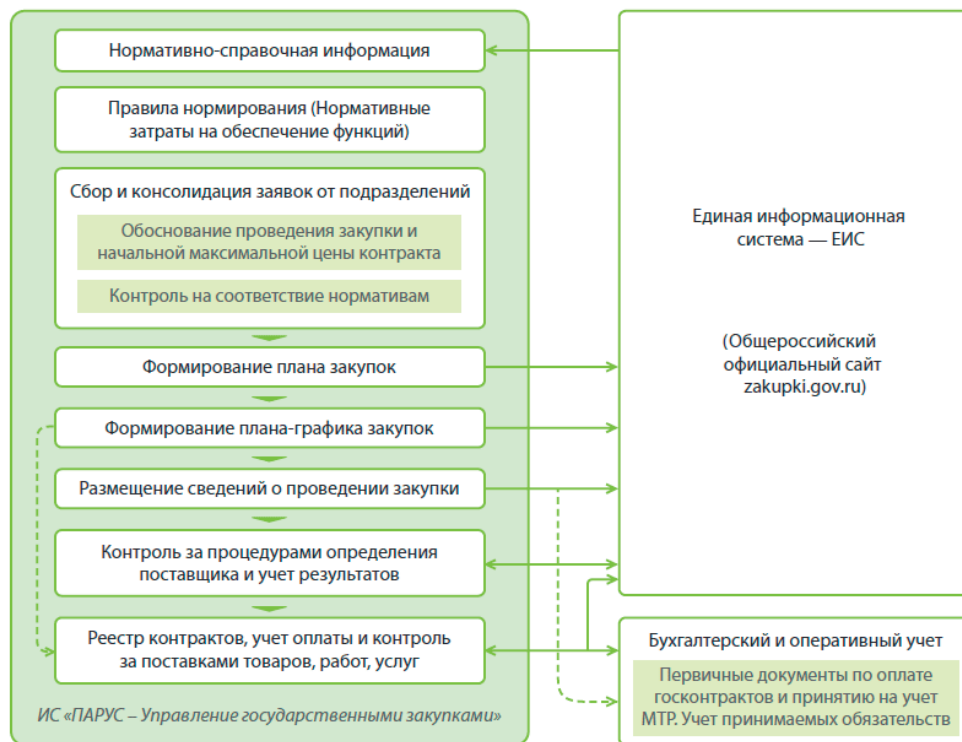 Нормативно-справочная информация
Правила нормирования (Нормативные
затраты на обеспечение функций)
Сбор и консолидация заявок от подразделений
Обоснование проведения закупки и
начальной максимальной цены контракта
Контроль на соответствие нормативам
Формирование плана закупок
Формирование плана-графика закупок
Размещение сведений о проведении закупки
Контроль за процедурами определения
поставщика и учет результатов
Реестр контрактов, учет оплаты и контроль
за поставками товаров, работ, услуг
ИС «ПАРУС – Управление государственными закупками»
Единая информационная
система — ЕИС
(Общероссийский
официальный сайт
zakupki.gov.ru)
Бухгалтерский и оперативный учет
Первичные документы по оплате
госконтрактов и принятию на учет
МТР. Учет принимаемых обязательств